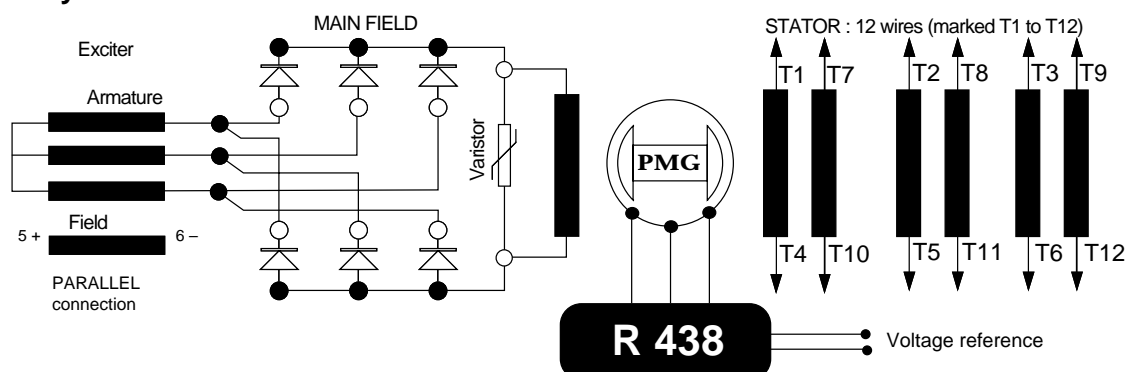 MAIN FIELD
STATOR : 12 wires (marked T1 to T12)
Exciter
Armature
Field
5 +
6 –
PARALLEL
connection
Varistor
PMG
T1
T7
T2
T8
T3
T9
T4
T10
T5
T11
T6
T12
R 438
Voltage reference